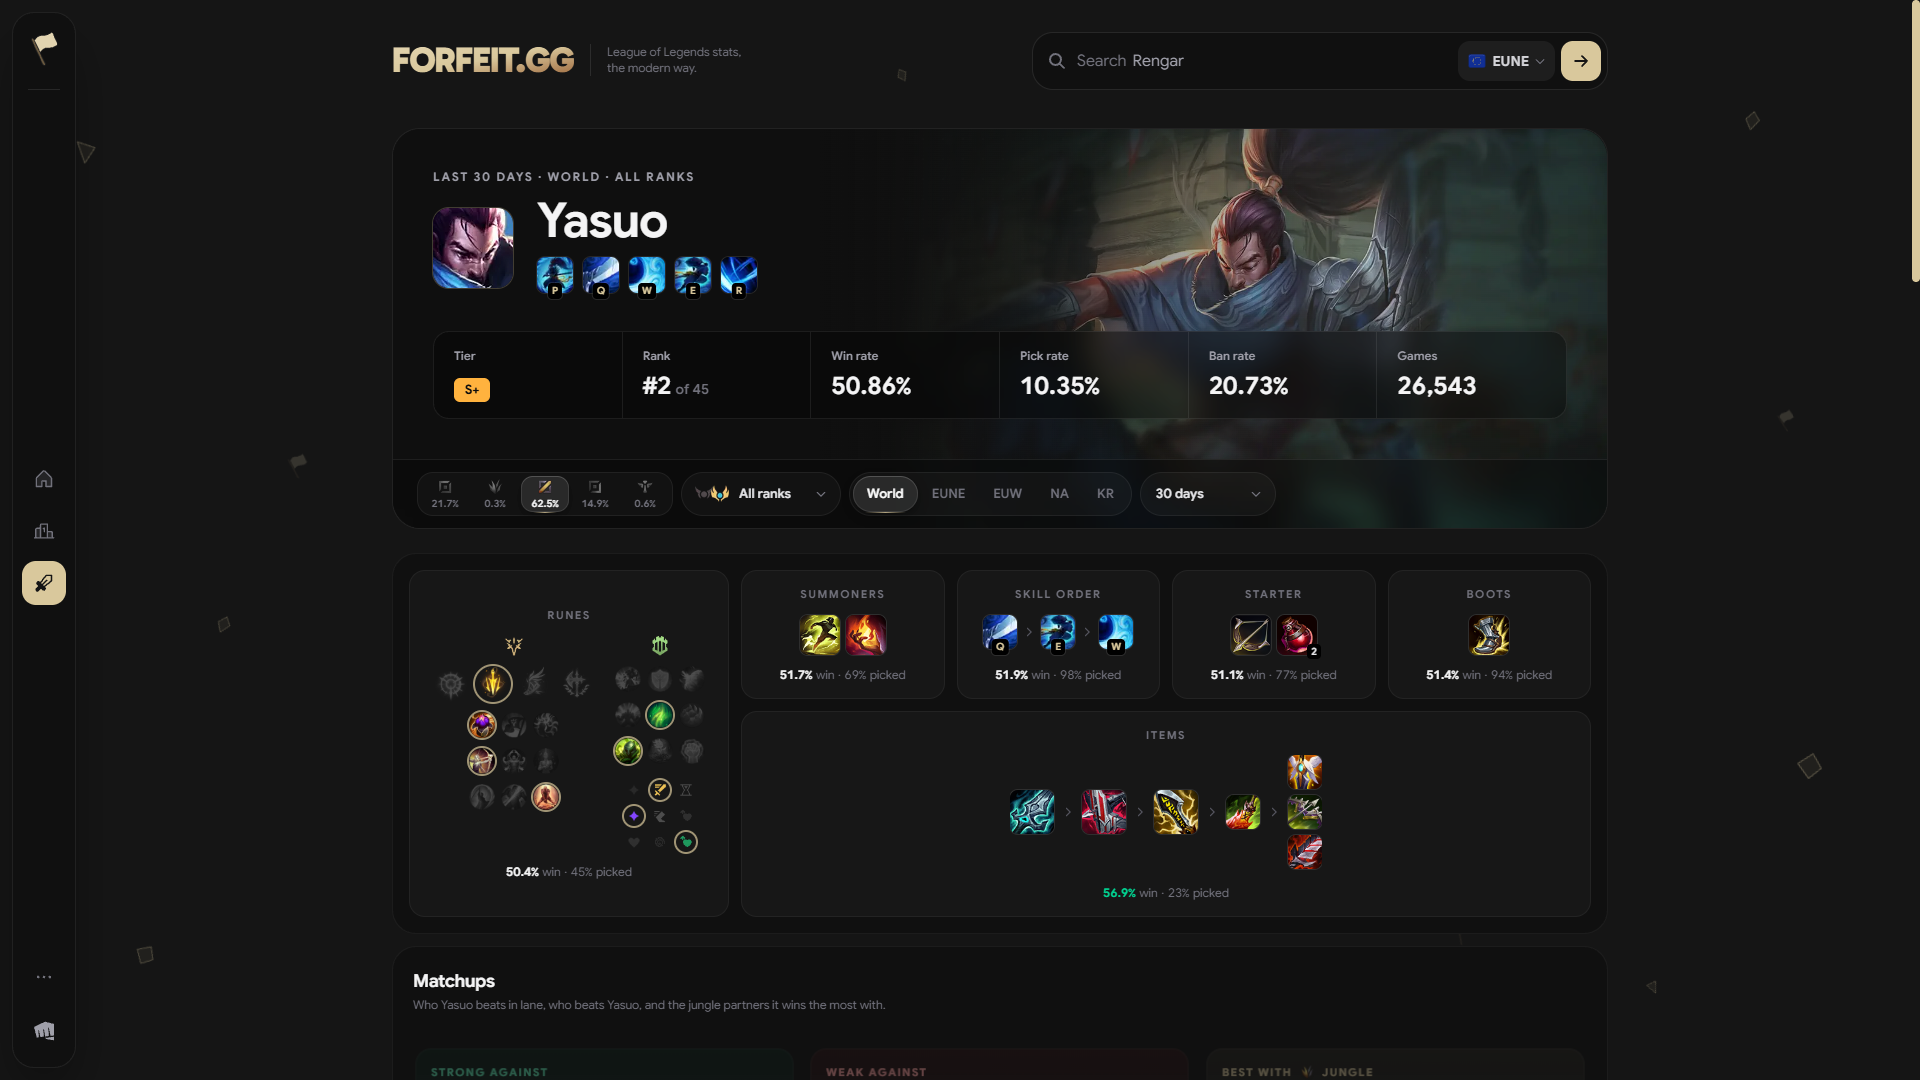 FORFEIT.GG
League of Legends stats,
the modern way.
Search Rengar
EUNE
LAST 30 DAYS · WORLD · ALL RANKS
Yasuo
P Q W E R
Tier Rank Win rate Pick rate Ban rate Games
S+ #2 of 45 50.86% 10.35% 20.73% 26,543
21.7% 0.3% 62.5% 14.9% 0.6%
All ranks
World EUNE EUW NA KR
30 days
RUNES
50.4% win · 45% picked
SUMMONERS
51.7% win · 69% picked
SKILL ORDER
Q E W
51.9% win · 98% picked
STARTER
2
51.1% win · 77% picked
BOOTS
51.4% win · 94% picked
ITEMS
56.9% win · 23% picked
Matchups
Who Yasuo beats in lane, who beats Yasuo, and the jungle partners it wins the most with.
STRONG AGAINST
WEAK AGAINST
BEST WITH JUNGLE